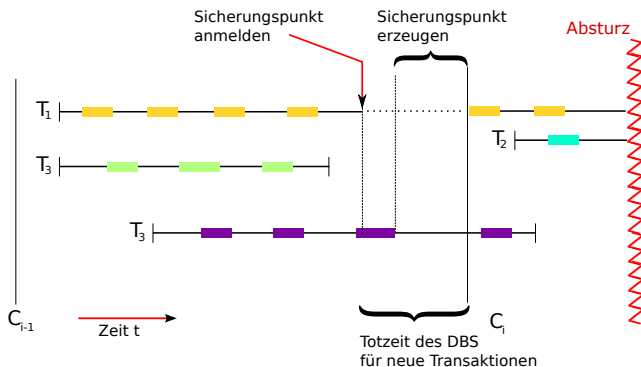 Sicherungspunkt
anmelden
Sicherungspunkt
erzeugen
Absturz
T1
T2
T3
T3
Ci-1
Zeit t
Ci
Totzeit des DBS
für neue Transaktionen